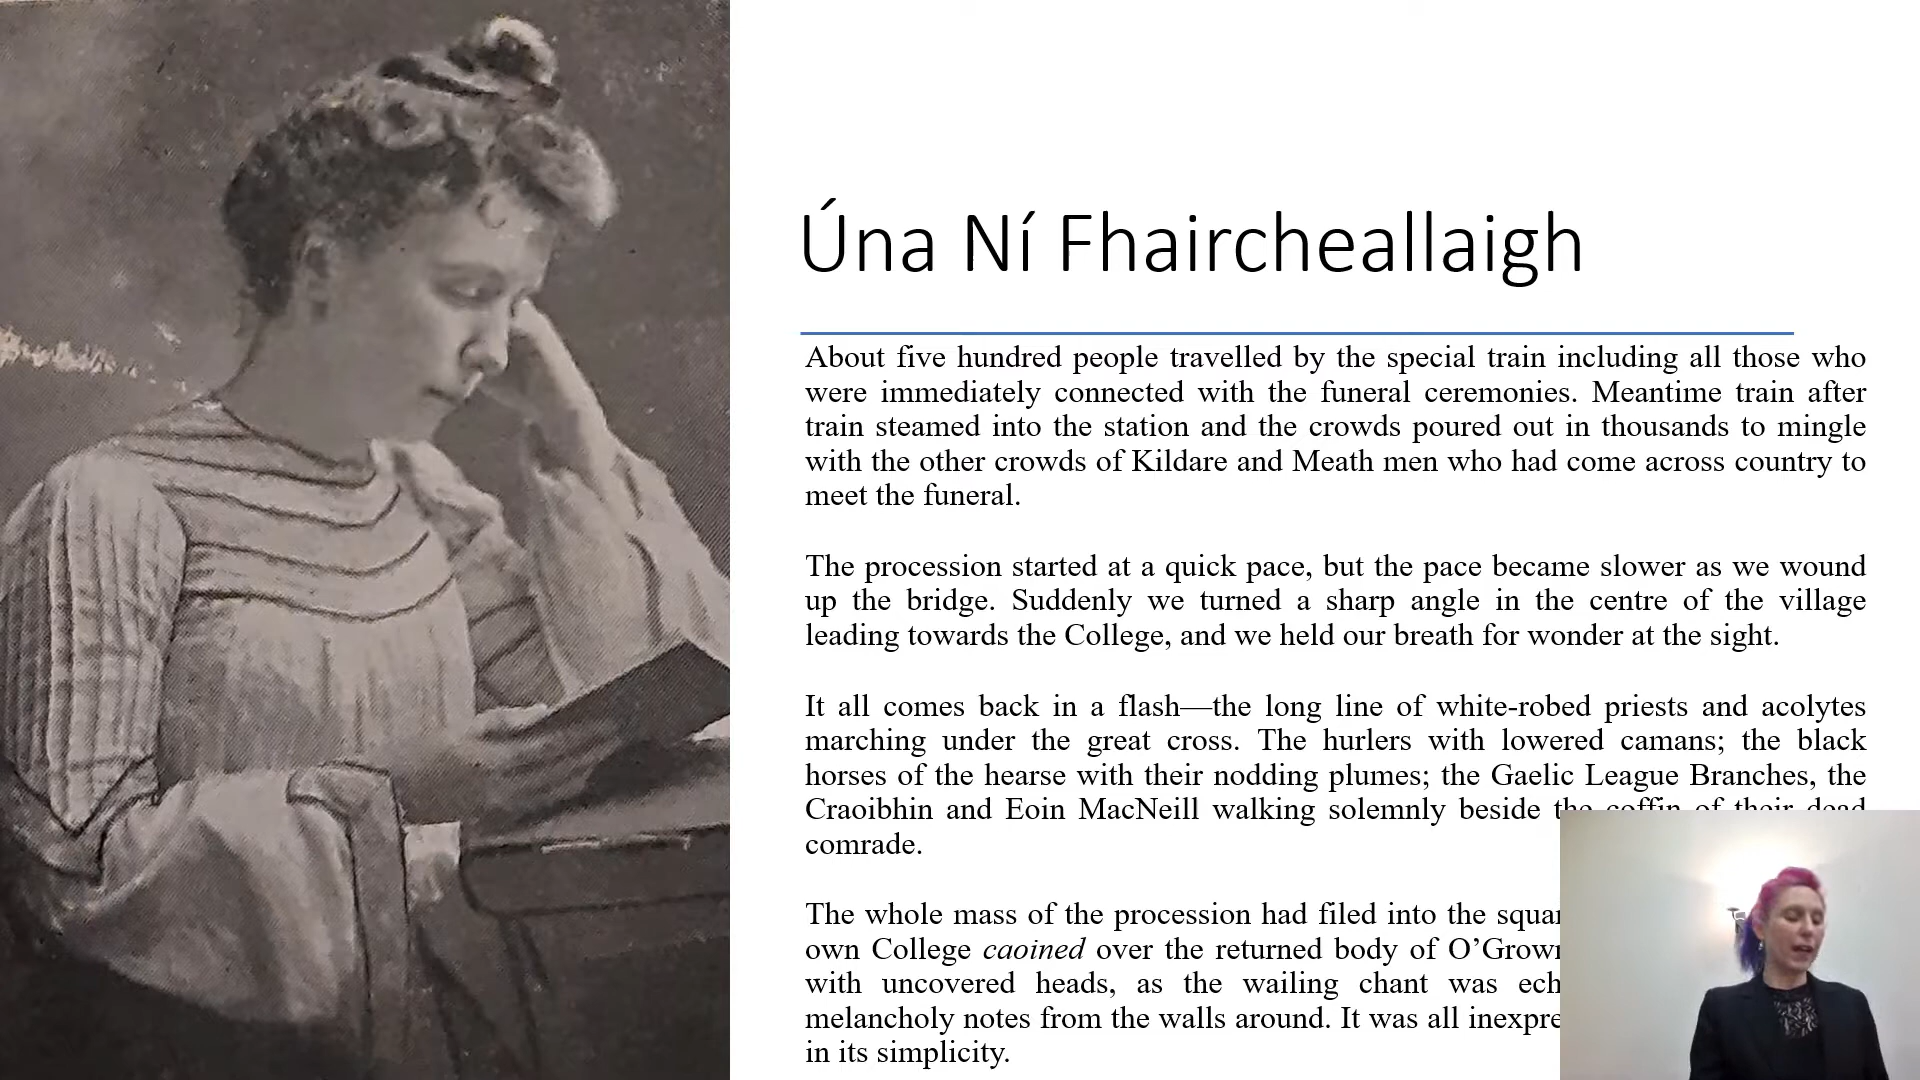 Úna Ní Fhaircheallaigh
About five hundred people travelled by the special train including all those who
were immediately connected with the funeral ceremonies. Meantime train after
train steamed into the station and the crowds poured out in thousands to mingle
with the other crowds of Kildare and Meath men who had come across country to
meet the funeral.
The procession started at a quick pace, but the pace became slower as we wound
up the bridge. Suddenly we turned a sharp angle in the centre of the village
leading towards the College, and we held our breath for wonder at the sight.
It all comes back in a flash—the long line of white-robed priests and acolytes
marching under the great cross. The hurlers with lowered camans; the black
horses of the hearse with their nodding plumes; the Gaelic League Branches, the
Craoibhin and Eoin MacNeill walking solemnly beside the coffin of their dead
comrade.
The whole mass of the procession had filed into the
own College caoined over the returned body of
with uncovered heads, as the wailing chant was
melancholy notes from the walls around. It was all
in its simplicity.